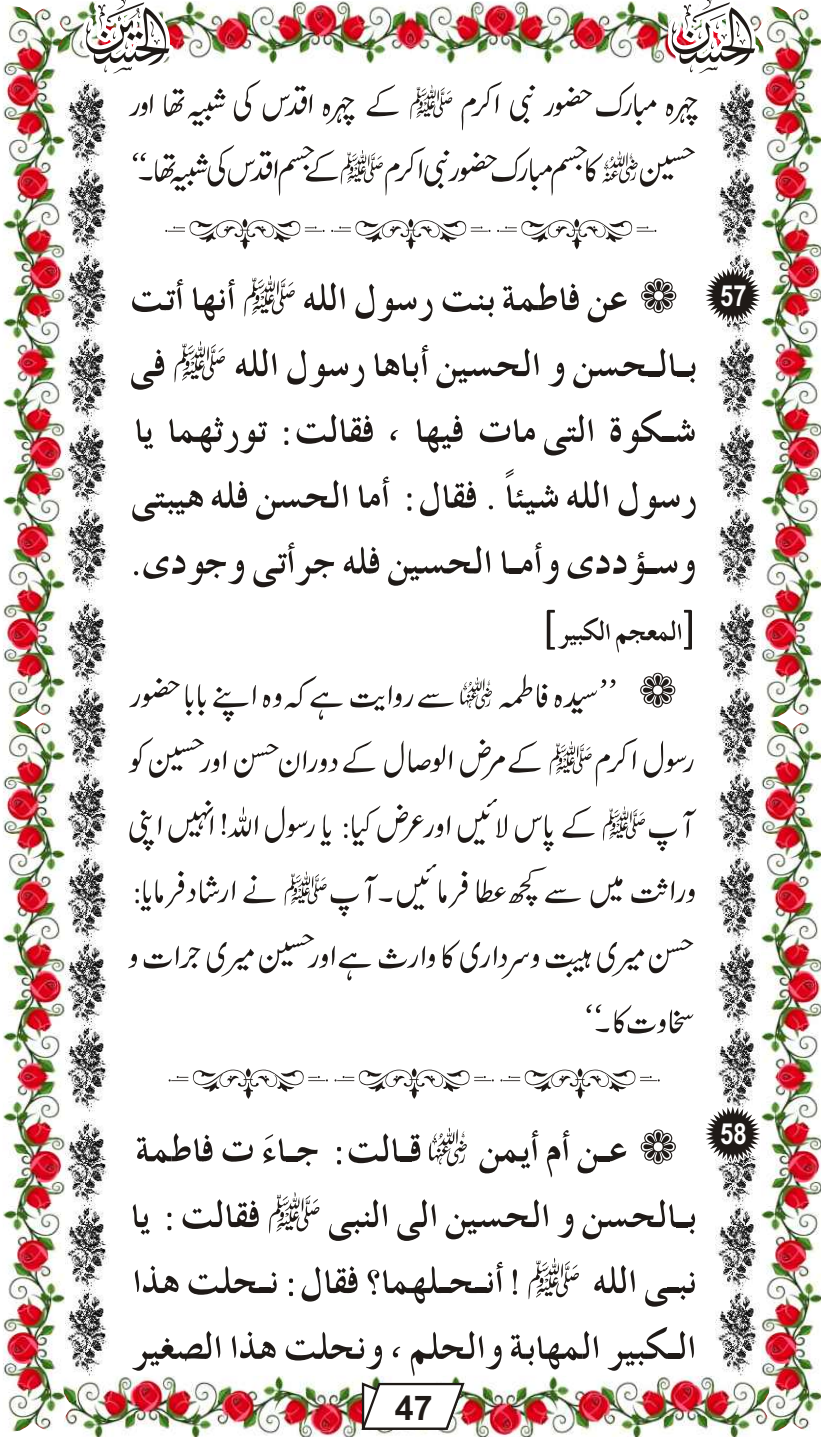 الحسنین
الحسنین
چہرہ مبارک حضور نبی اکرم ﷺ کے چہرہ اقدس کی شبیہ تھا اور
حسین رضی اللہ عنہ کا جسم مبارک حضور نبی اکرم ﷺ کے جسم اقدس کی شبیہ تھا۔‘‘
57
عن فاطمة بنت رسول الله ﷺ أنها أتت
بالحسن و الحسين أباها رسول الله ﷺ فی
شكوة التی مات فيها ، فقالت: تورثهما يا
رسول الله شيئاً . فقال: أما الحسن فله هيبتی
وسؤددی وأما الحسين فله جرأتی وجودی.
[المعجم الكبير]
’’سیدہ فاطمہ رضی اللہ عنہا سے روایت ہے کہ وہ اپنے بابا حضور
رسول اکرم ﷺ کے مرض الوصال کے دوران حسن اور حسین کو
آپ ﷺ کے پاس لائیں اور عرض کیا: یا رسول اللہ! انہیں اپنی
وراثت میں سے کچھ عطا فرمائیں۔ آپ ﷺ نے ارشاد فرمایا:
حسن میری ہیبت وسرداری کا وارث ہے اور حسین میری جرات و
سخاوت کا۔‘‘
58
عن أم أيمن رضی اللہ عنہا قالت: جاءَ ت فاطمة
بالحسن و الحسين الی النبی ﷺ فقالت: يا
نبی الله ﷺ ! أنحلهما؟ فقال: نحلت هذا
الكبير المهابة والحلم ، ونحلت هذا الصغير
47